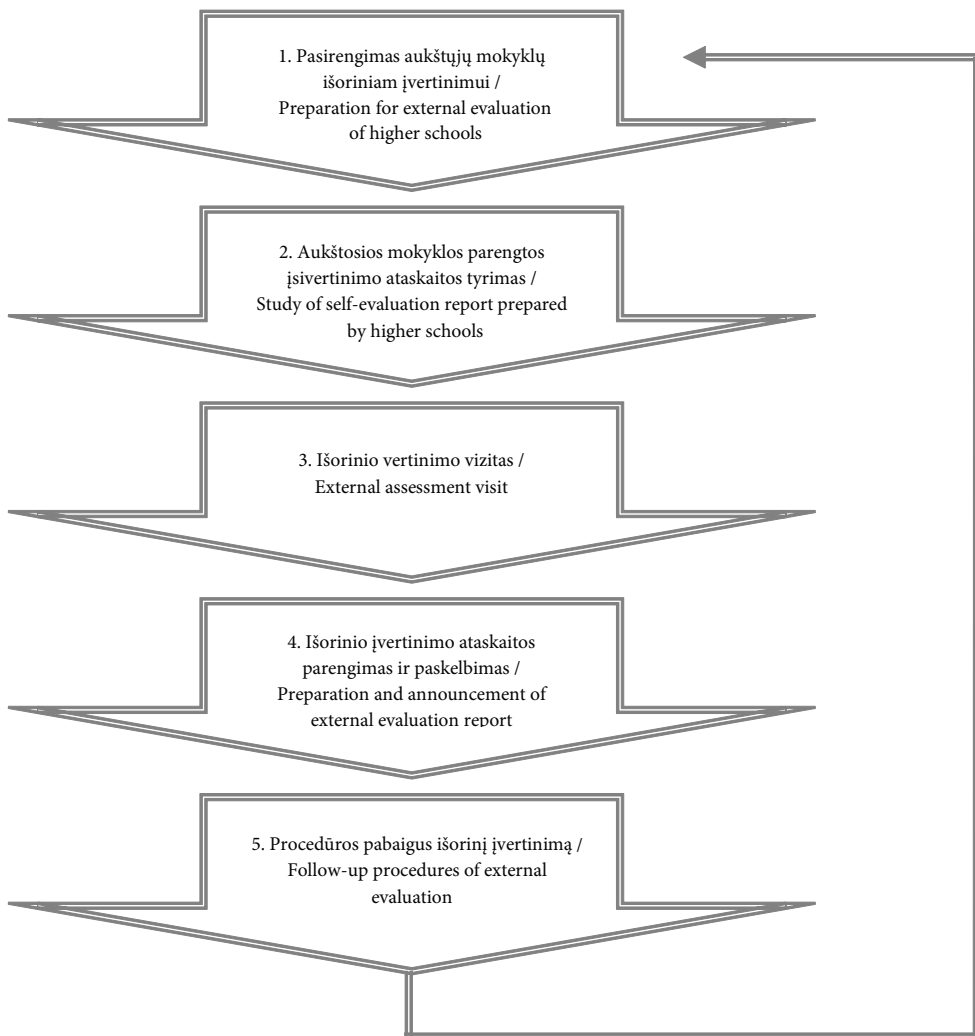 1. Pasirengimas aukštųjų mokyklų
išoriniam įvertinimui /
Preparation for external evaluation
of higher schools
2. Aukštosios mokyklos parengtos
įsivertinimo ataskaitos tyrimas /
Study of self-evaluation report prepared
by higher schools
3. Išorinio vertinimo vizitas /
External assessment visit
4. Išorinio įvertinimo ataskaitos
parengimas ir paskelbimas /
Preparation and announcement of
external evaluation report
5. Procedūros pabaigus išorinį įvertinimą /
Follow-up procedures of external
evaluation